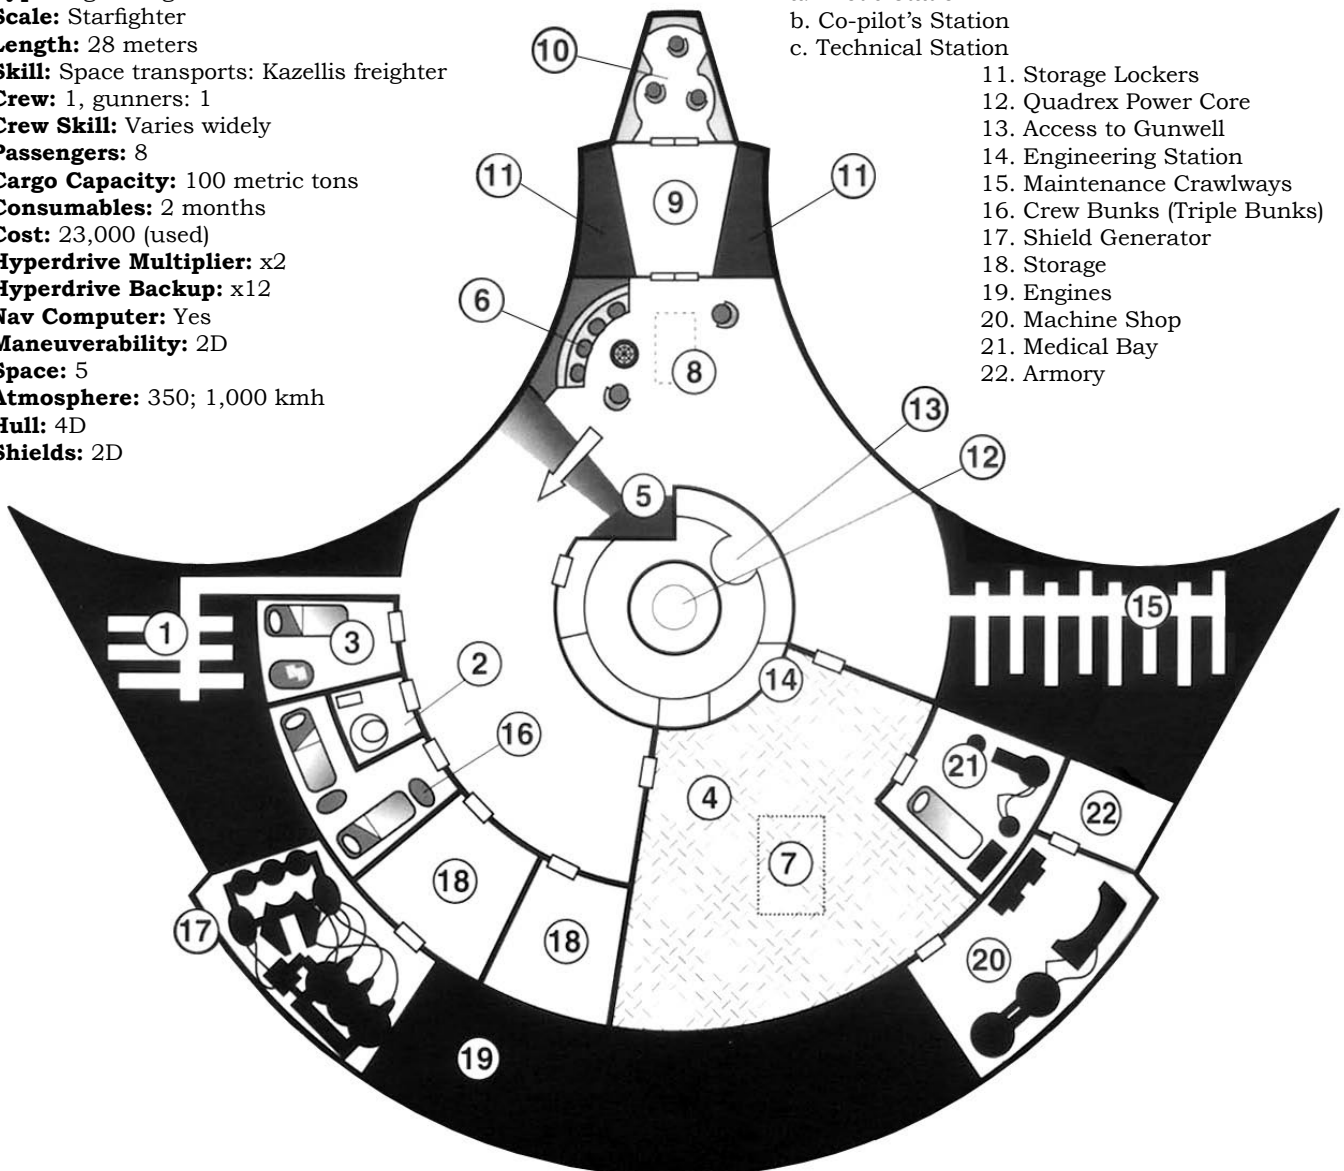 Scale: Starfighter
Length: 28 meters
Skill: Space transports: Kazellis freighter
Crew: 1, gunners: 1
Crew Skill: Varies widely
Passengers: 8
Cargo Capacity: 100 metric tons
Consumables: 2 months
Cost: 23,000 (used)
Hyperdrive Multiplier: x2
Hyperdrive Backup: x12
Nav Computer: Yes
Maneuverability: 2D
Space: 5
Atmosphere: 350; 1,000 kmh
Hull: 4D
Shields: 2D
b. Co-pilot's Station
c. Technical Station
11. Storage Lockers
12. Quadrex Power Core
13. Access to Gunwell
14. Engineering Station
15. Maintenance Crawlways
16. Crew Bunks (Triple Bunks)
17. Shield Generator
18. Storage
19. Engines
20. Machine Shop
21. Medical Bay
22. Armory
10
11
11
9
6
8
13
12
5
1
3
15
2
14
16
21
4
22
7
18
17
18
20
19